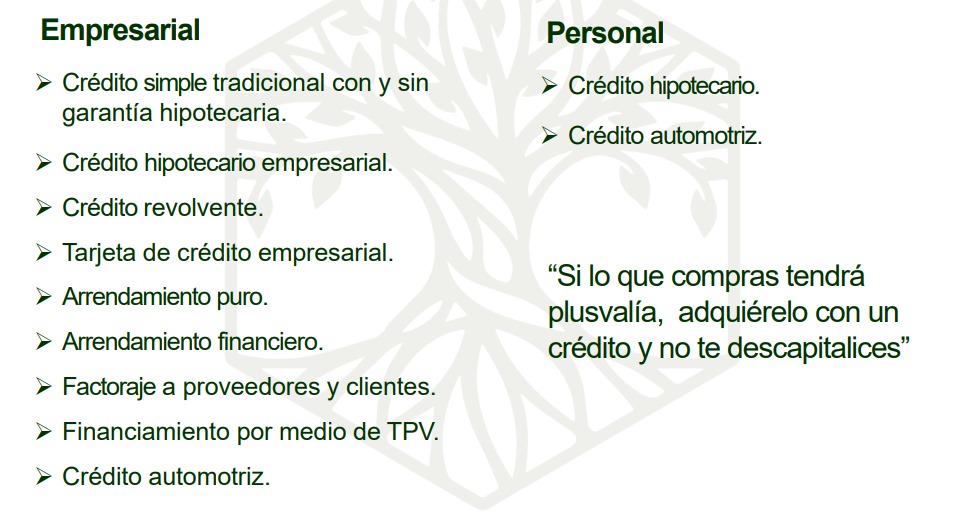 Empresarial
Crédito simple tradicional con y sin
garantía hipotecaria.
Crédito hipotecario empresarial.
Crédito revolvente.
Tarjeta de crédito empresarial.
Arrendamiento puro.
Arrendamiento financiero.
Factoraje a proveedores y clientes.
Financiamiento por medio de TPV.
Crédito automotriz.
Personal
Crédito hipotecario.
Crédito automotriz.
“Si lo que compras tendrá
plusvalía, adquiérelo con un
crédito y no te descapitalices”